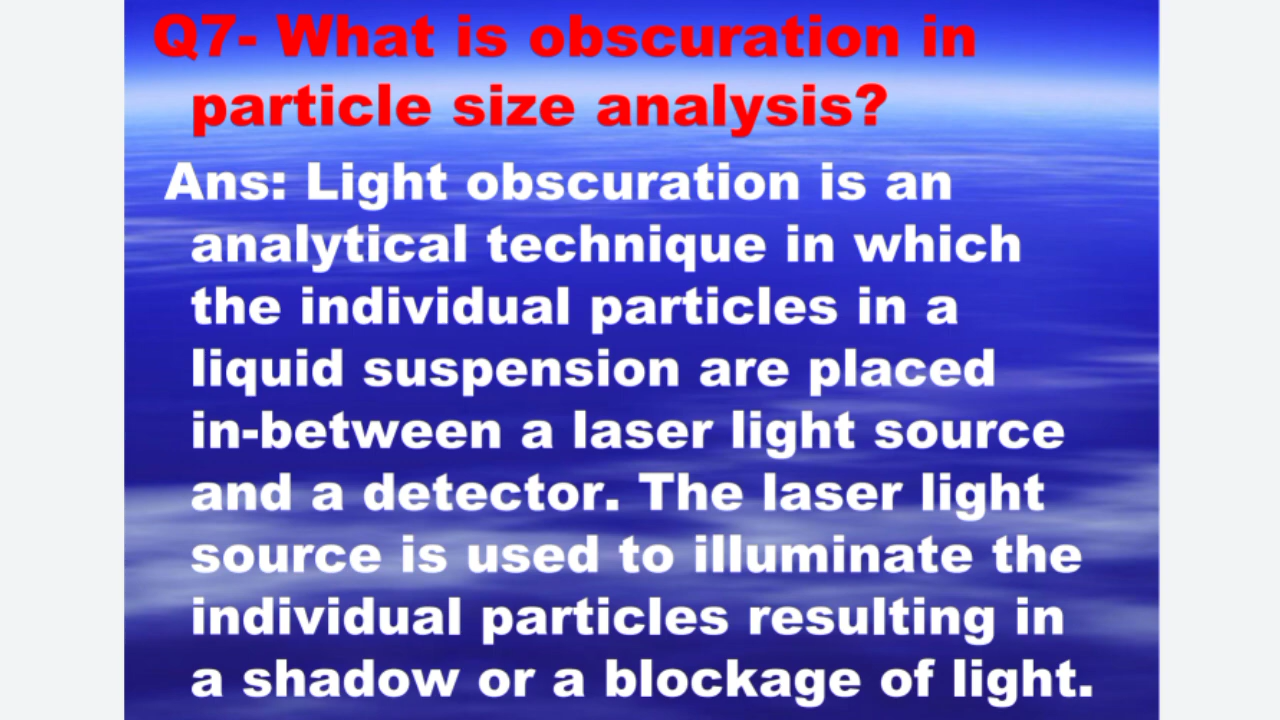 Q7- What is obscuration in
particle size analysis?
Ans: Light obscuration is an
analytical technique in which
the individual particles in a
liquid suspension are placed
in-between a laser light source
and a detector. The laser light
source is used to illuminate the
individual particles resulting in
a shadow or a blockage of light.